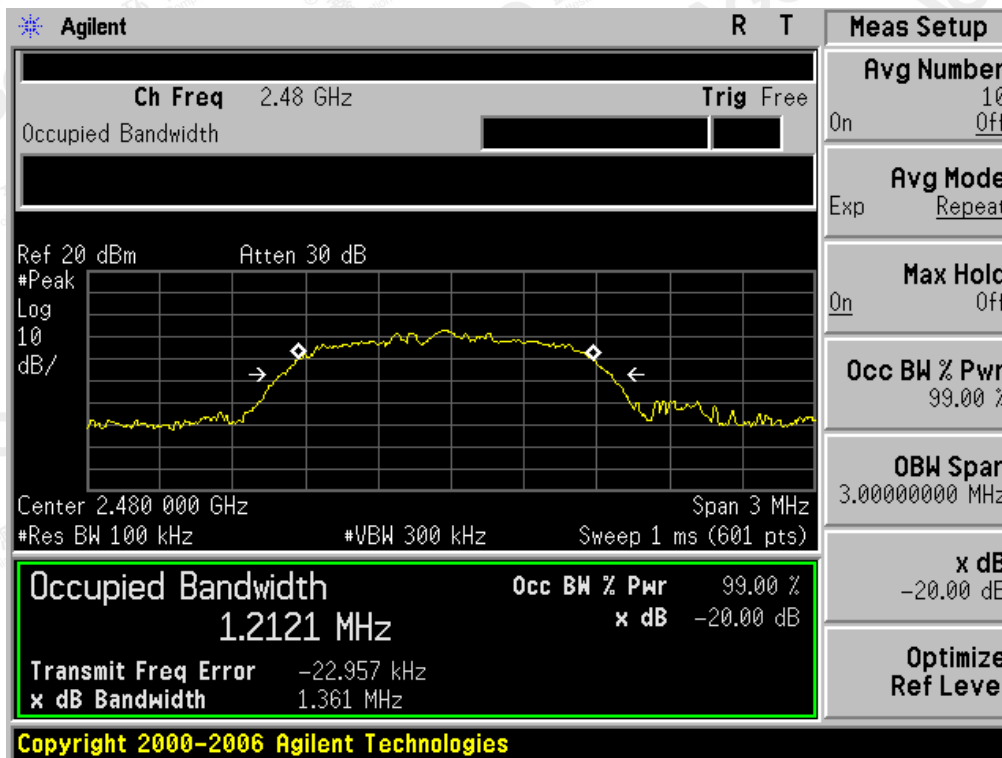 Agilent R T
Ch Freq 2.48 GHz Trig Free
Occupied Bandwidth
Ref 20 dBm Atten 30 dB
#Peak
Log
10
dB/
Center 2.480 000 GHz Span 3 MHz
#Res BW 100 kHz #VBW 300 kHz Sweep 1 ms (601 pts)
Occupied Bandwidth Occ BW % Pwr 99.00 %
1.2121 MHz x dB -20.00 dB
Transmit Freq Error -22.957 kHz
x dB Bandwidth 1.361 MHz
Copyright 2000-2006 Agilent Technologies
Meas Setup
Avg Number
10
On Off
Avg Mode
Exp Repeat
Max Hold
On Off
Occ BW % Pwr
99.00 %
OBW Span
3.00000000 MHz
x dB
-20.00 dB
Optimize
Ref Level